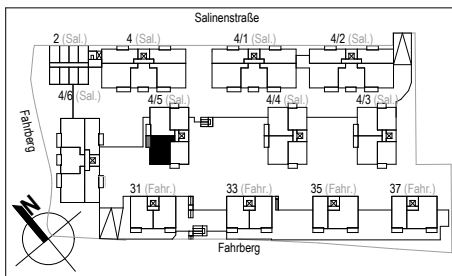 Salinenstraße
2 (Sal.) 4 (Sal.) 4/1 (Sal.) 4/2 (Sal.)
4/6 (Sal.) 4/5 (Sal.) 4/4 (Sal.) 4/3 (Sal.)
Fahrberg
31 (Fahr.) 33 (Fahr.) 35 (Fahr.) 37 (Fahr.)
N
Fahrberg